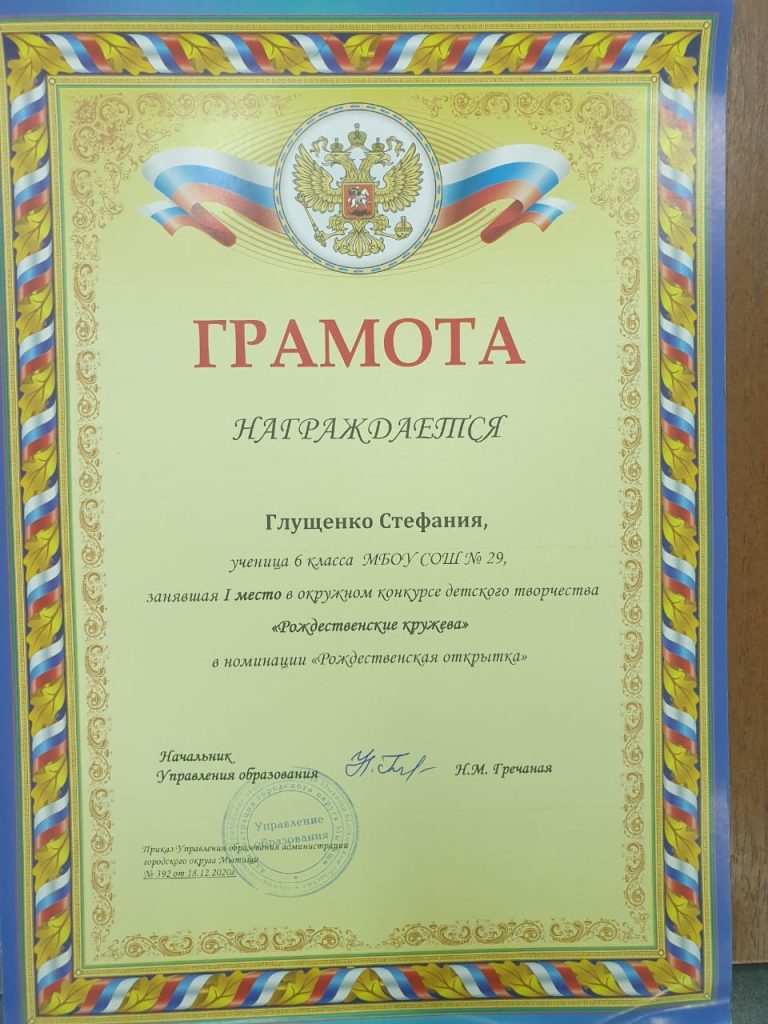 ГРАМОТА
НАГРАЖДАЕТСЯ
Глущенко Стефания,
ученица 6 класса МБОУ СОШ № 29,
занявшая I место в окружном конкурсе детского творчества
«Рождественские кружева»
в номинации «Рождественская открытка»
Начальник
Управления образования
Н.М. Гречаная
Управление
образования
Приказ Управления образования администрации
городского округа Мытищи
№ 392 от 18.12.2020г